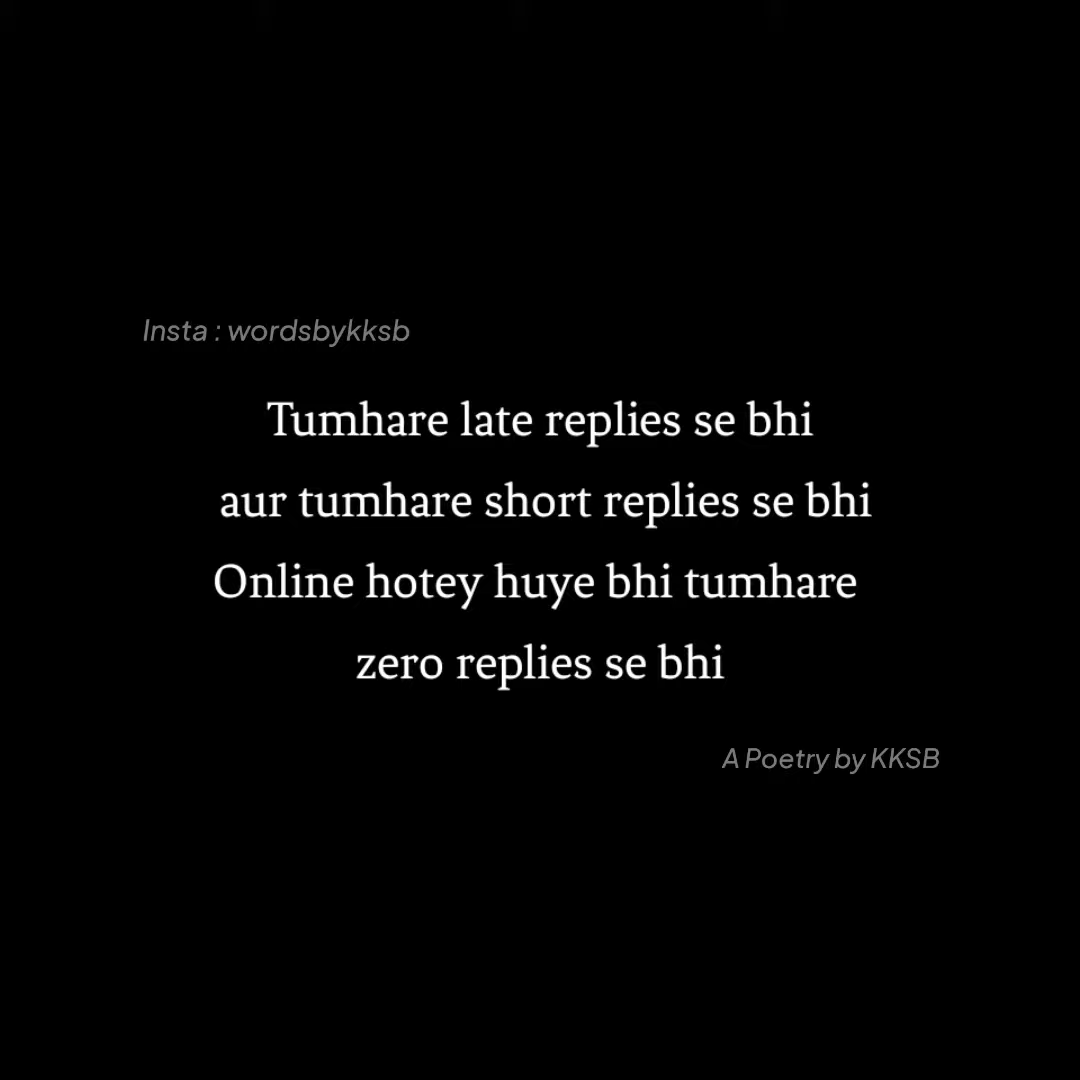 Insta : wordsbykksb
Tumhare late replies se bhi
aur tumhare short replies se bhi
Online hotey huye bhi tumhare
zero replies se bhi
A Poetry by KKSB